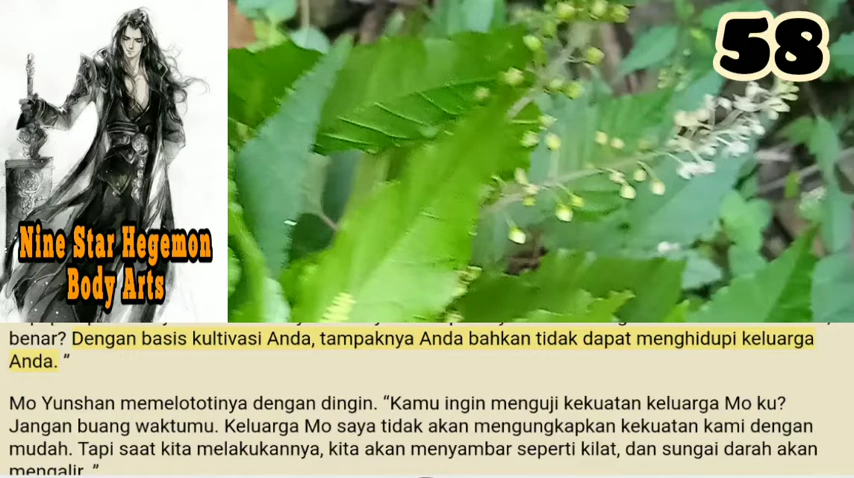 58
Nine Star Hegemon
Body Arts
benar? Dengan basis kultivasi Anda, tampaknya Anda bahkan tidak dapat menghidupi keluarga
Anda. ”
Mo Yunshan memelototinya dengan dingin. “Kamu ingin menguji kekuatan keluarga Mo ku?
Jangan buang waktumu. Keluarga Mo saya tidak akan mengungkapkan kekuatan kami dengan
mudah. Tapi saat kita melakukannya, kita akan menyambar seperti kilat, dan sungai darah akan
mengalir. ”